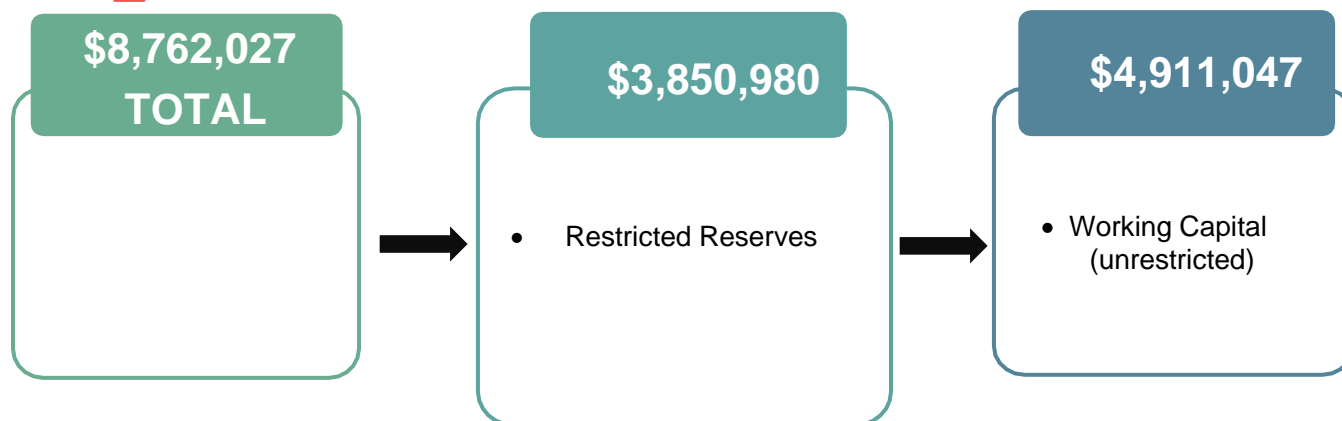 $8,762,027
TOTAL
$3,850,980
• Restricted Reserves
$4,911,047
• Working Capital
(unrestricted)